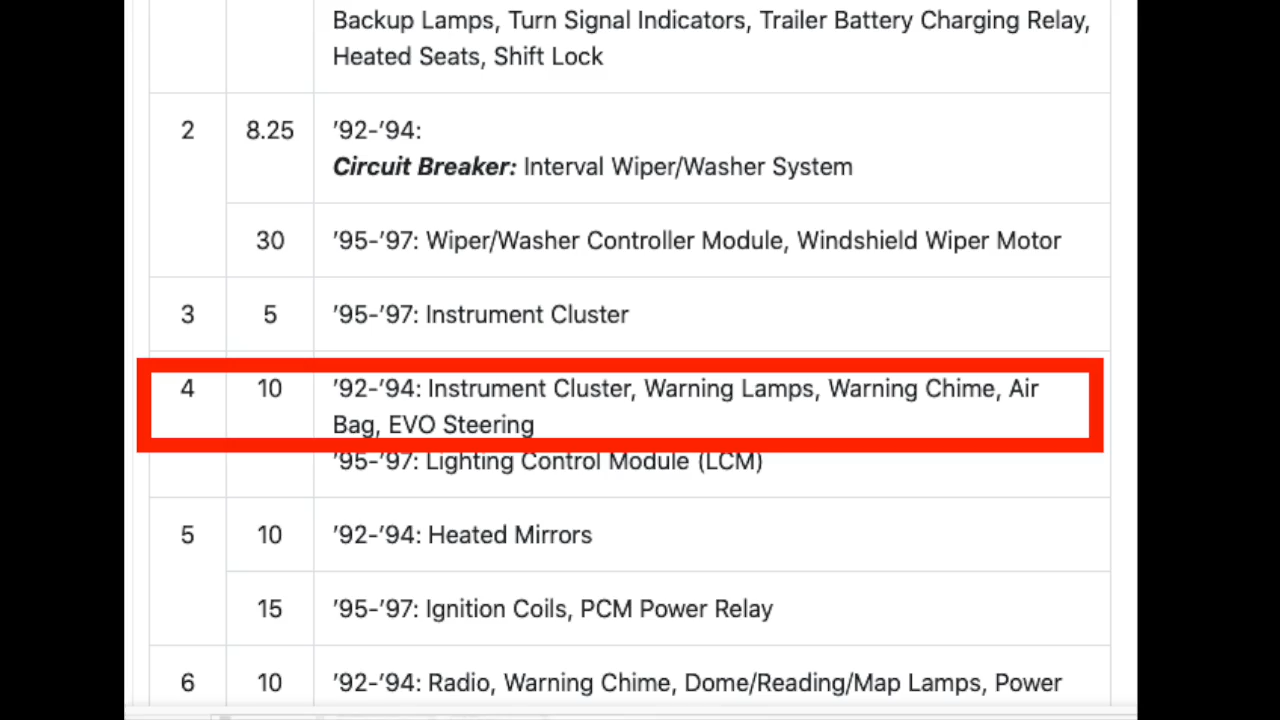 Backup Lamps, Turn Signal Indicators, Trailer Battery Charging Relay,
Heated Seats, Shift Lock
2 8.25 ’92-’94:
Circuit Breaker: Interval Wiper/Washer System
30 ’95-’97: Wiper/Washer Controller Module, Windshield Wiper Motor
3 5 ’95-’97: Instrument Cluster
4 10 ’92-’94: Instrument Cluster, Warning Lamps, Warning Chime, Air
Bag, EVO Steering
’95-’97: Lighting Control Module (LCM)
5 10 ’92-’94: Heated Mirrors
15 ’95-’97: Ignition Coils, PCM Power Relay
6 10 ’92-’94: Radio, Warning Chime, Dome/Reading/Map Lamps, Power